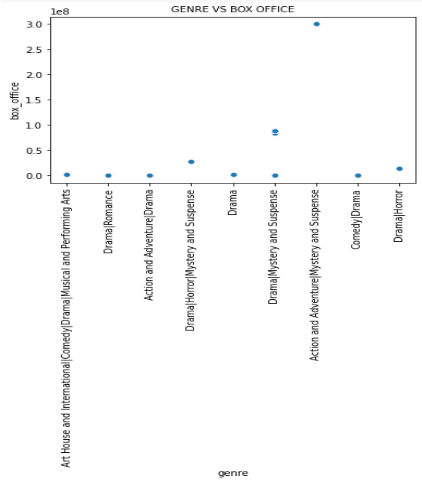 GENRE VS BOX OFFICE
1e8
3.0
2.5
2.0
1.5
1.0
0.5
0.0
box_office
Art House and International|Comedy|Drama|Musical and Performing Arts
Drama|Romance
Action and Adventure|Drama
Drama|Horror|Mystery and Suspense
Drama
Drama|Mystery and Suspense
Action and Adventure|Mystery and Suspense
Comedy|Drama
Drama|Horror
genre